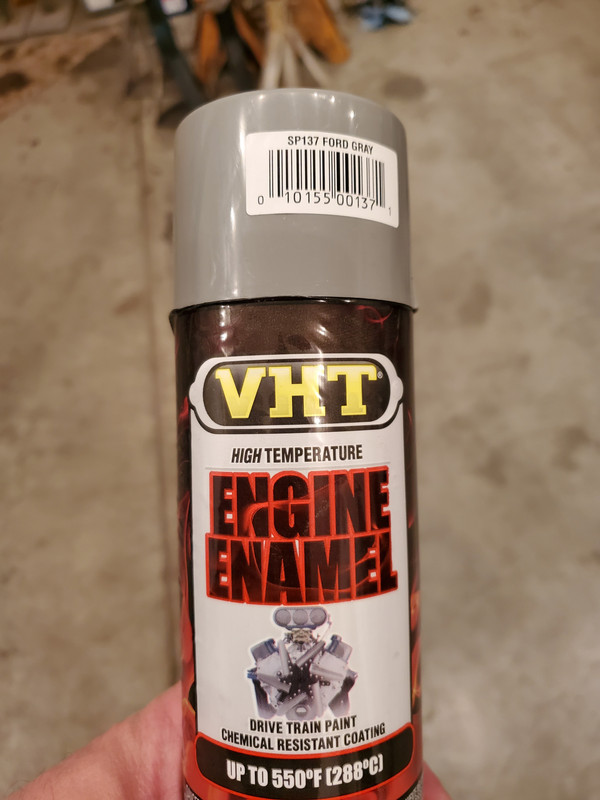 SP137 FORD GRAY
0 10155 00137 1
VHT®
HIGH TEMPERATURE
ENGINE
ENAMEL
DRIVE TRAIN PAINT
CHEMICAL RESISTANT COATING
UP TO 550°F (288°C)